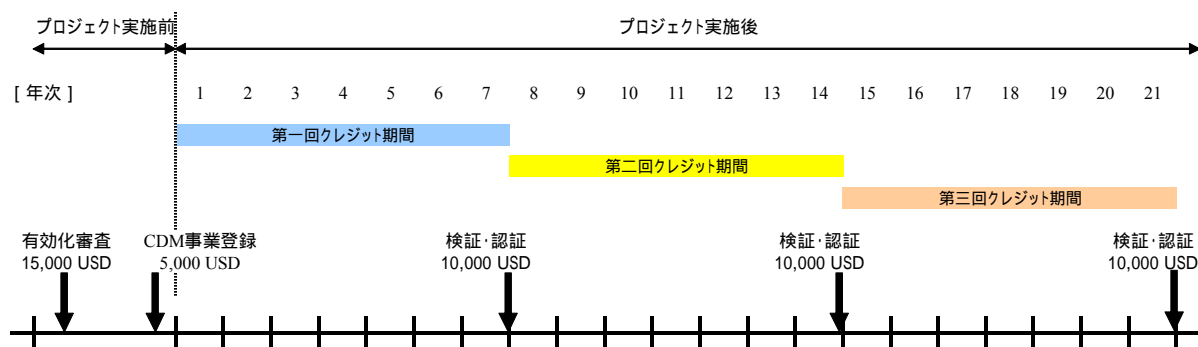 プロジェクト実施前 プロジェクト実施後
[ 年次 ] 1 2 3 4 5 6 7 8 9 10 11 12 13 14 15 16 17 18 19 20 21
第一回クレジット期間
第二回クレジット期間
第三回クレジット期間
有効化審査 CDM事業登録 検証・認証 検証・認証 検証・認証
15,000 USD 5,000 USD 10,000 USD 10,000 USD 10,000 USD